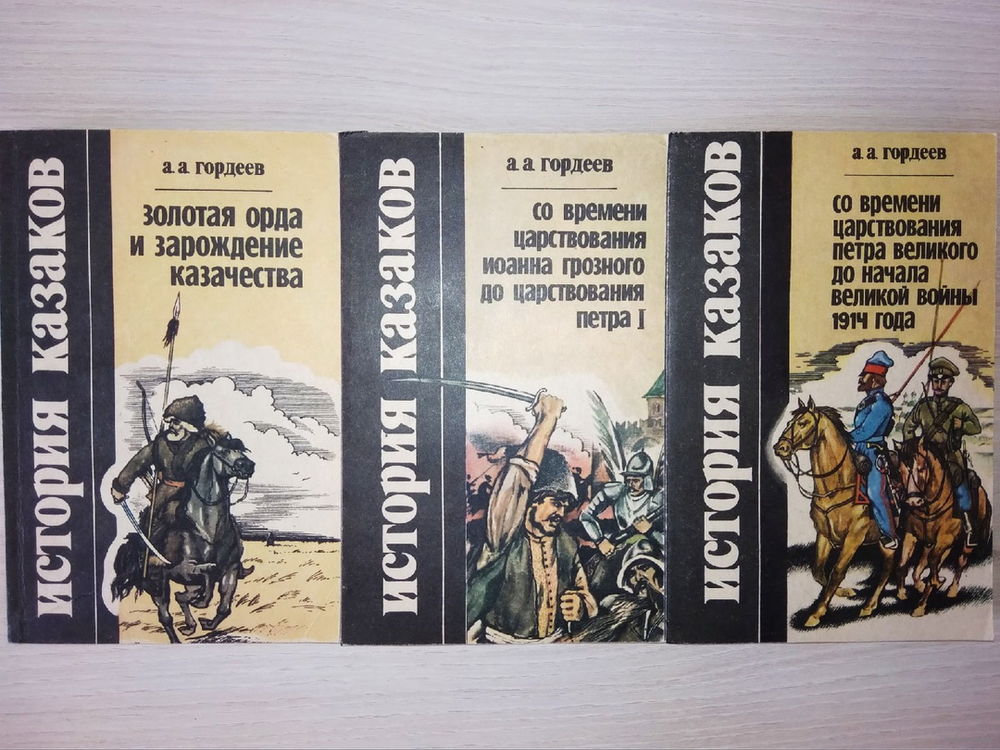 история казаков
а. а. гордеев
золотая орда
и зарождение
казачества
история казаков
а. а. гордеев
со времени
царствования
иоанна грозного
до царствования
петра I
история казаков
а. а. гордеев
со времени
царствования
петра великого
до начала
великой войны
1914 года